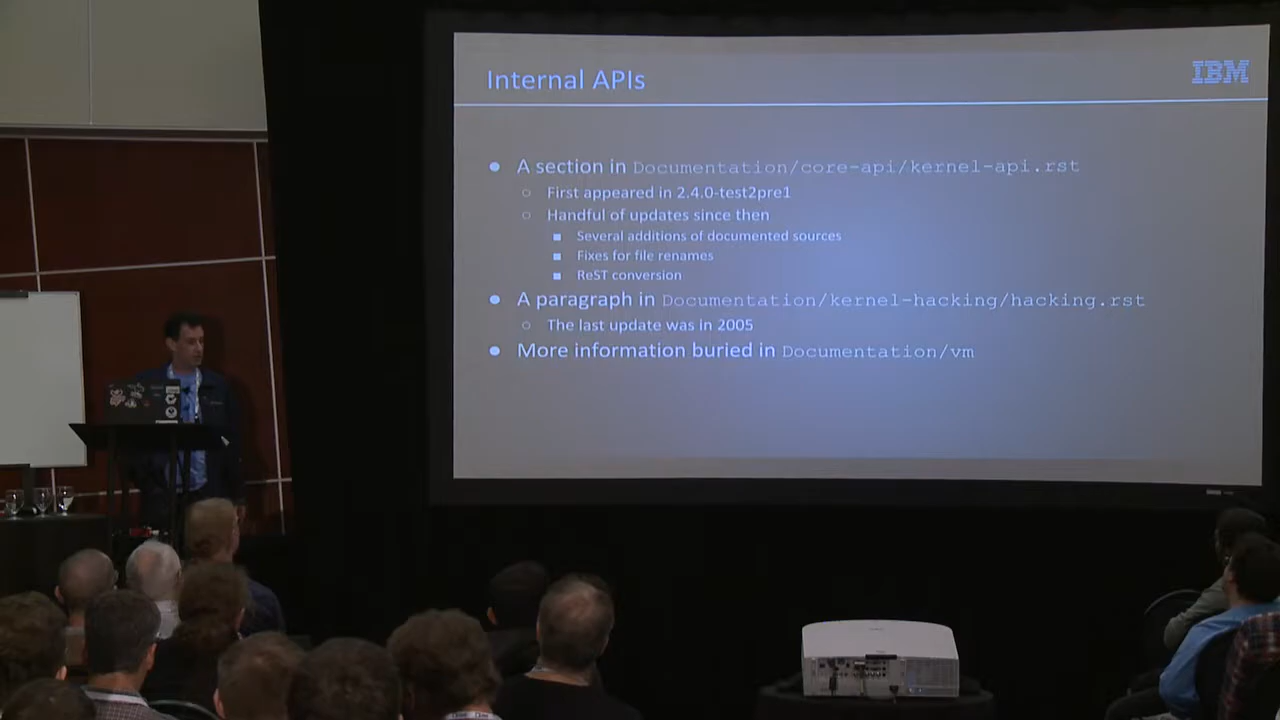 Internal APIs
IBM
● A section in Documentation/core-api/kernel-api.rst
○ First appeared in 2.4.0-test2pre1
○ Handful of updates since then
■ Several additions of documented sources
■ Fixes for file renames
■ ReST conversion
● A paragraph in Documentation/kernel-hacking/hacking.rst
○ The last update was in 2005
● More information buried in Documentation/vm